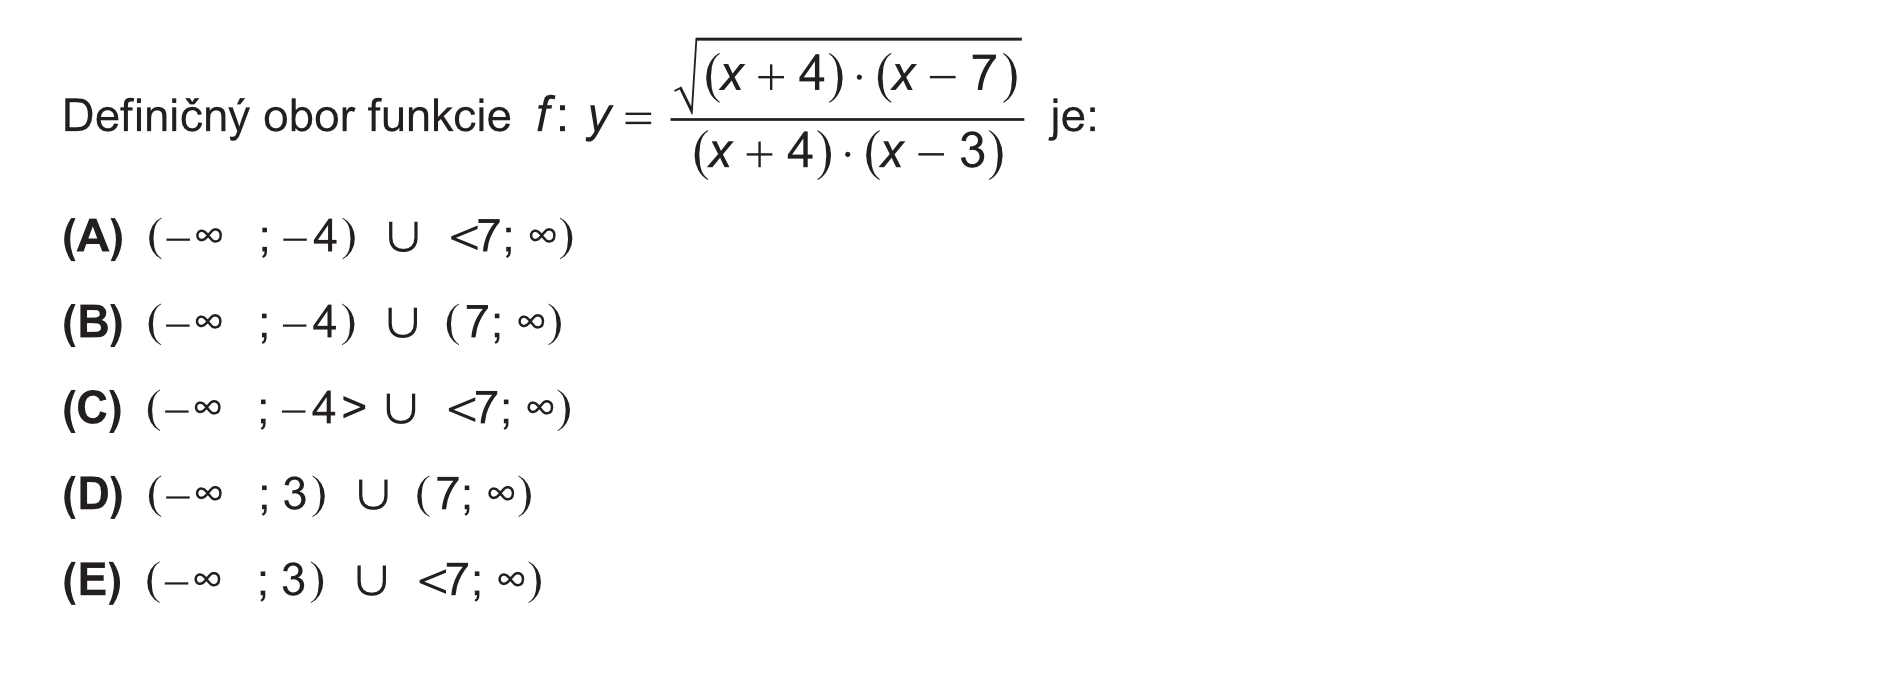 Definičný obor funkcie f: y = √((x + 4) · (x − 7)) / ((x + 4) · (x − 3)) je:
(A) (−∞ ; −4) ∪ <7; ∞)
(B) (−∞ ; −4) ∪ (7; ∞)
(C) (−∞ ; −4> ∪ <7; ∞)
(D) (−∞ ; 3) ∪ (7; ∞)
(E) (−∞ ; 3) ∪ <7; ∞)